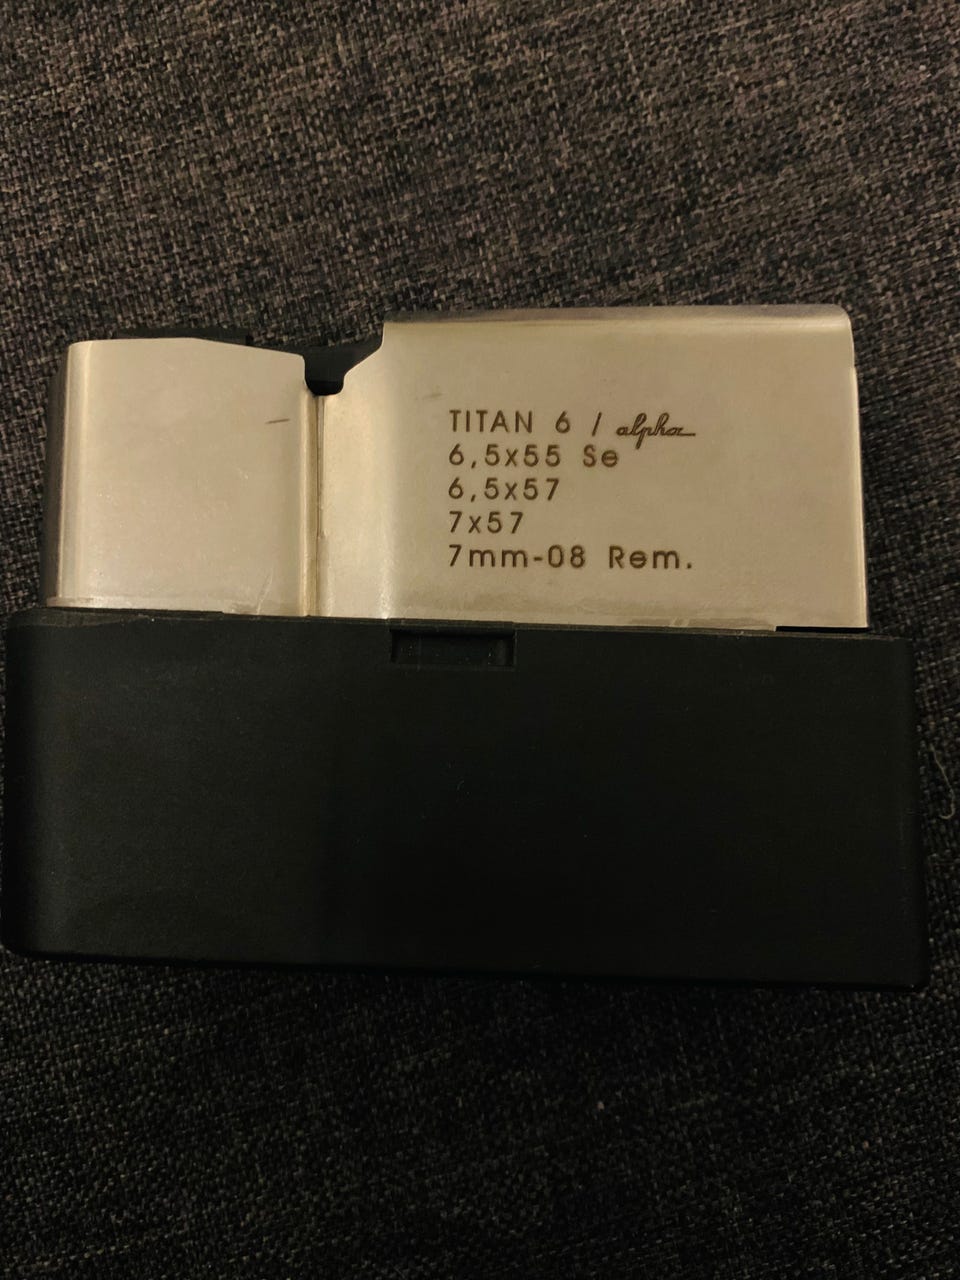 TITAN 6 / alpha
6,5x55 Se
6,5x57
7x57
7mm-08 Rem.